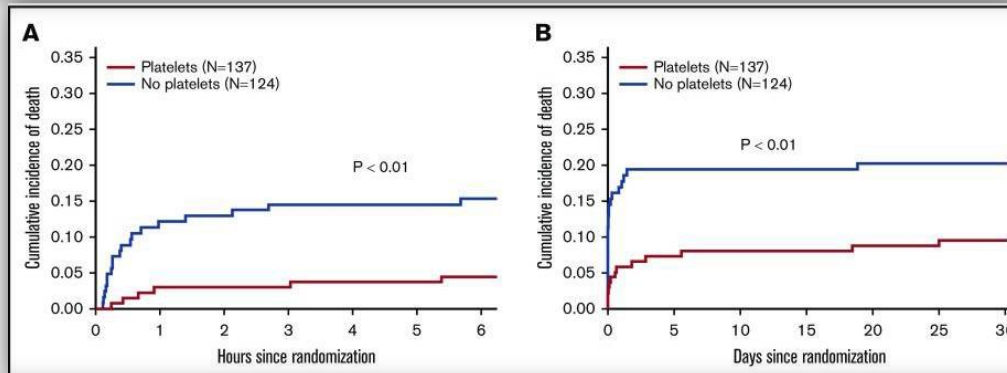 A
Cumulative incidence of death
0.35
0.30
0.25
0.20
0.15
0.10
0.05
0.00
Platelets (N=137)
No platelets (N=124)
P < 0.01
0 1 2 3 4 5 6
Hours since randomization
B
Cumulative incidence of death
0.35
0.30
0.25
0.20
0.15
0.10
0.05
0.00
Platelets (N=137)
No platelets (N=124)
P < 0.01
0 5 10 15 20 25
Days since randomization